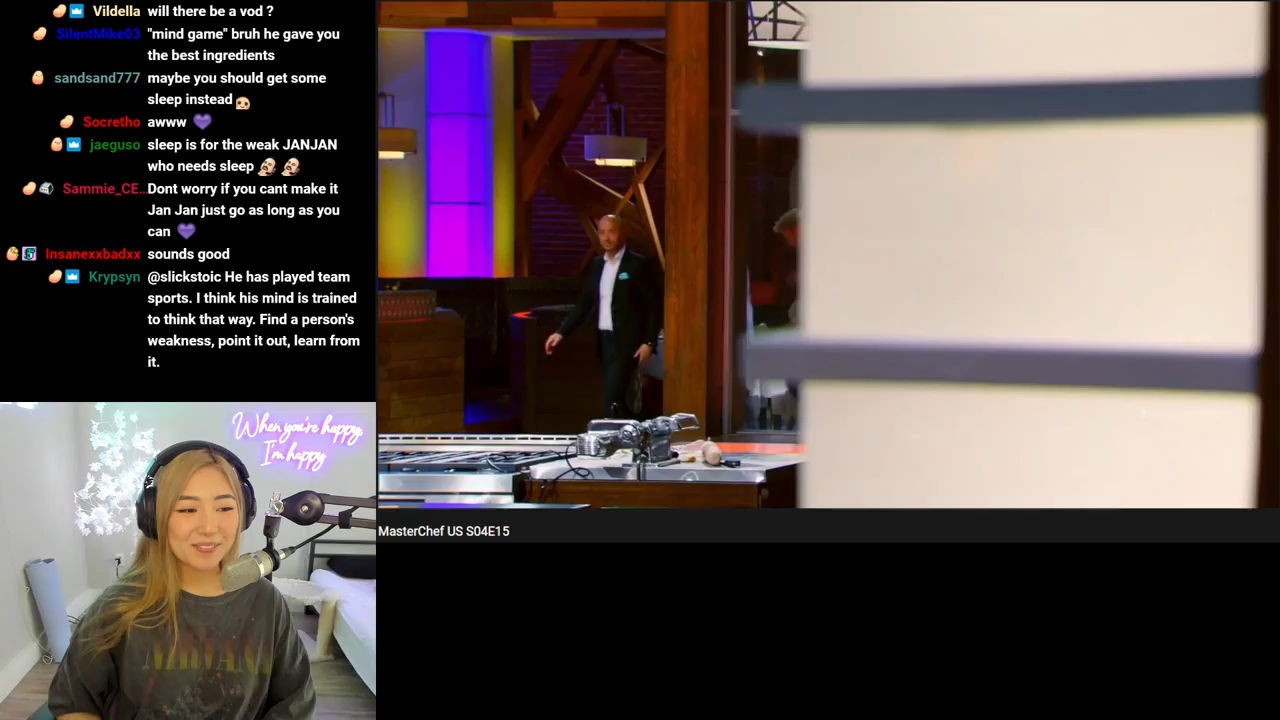 Vildella will there be a vod ?
SilentMike03 "mind game" bruh he gave you
the best ingredients
sandsand777 maybe you should get some
sleep instead
Socretho awww
jaeguso sleep is for the weak JANJAN
who needs sleep
Sammie_CE... Dont worry if you cant make it
Jan Jan just go as long as you
can
Insanexxbadxx sounds good
Krypsyn @slickstoic He has played team
sports. I think his mind is trained
to think that way. Find a person's
weakness, point it out, learn from
it.
When you're happy,
I'm happy
NIRVANA
MasterChef US S04E15